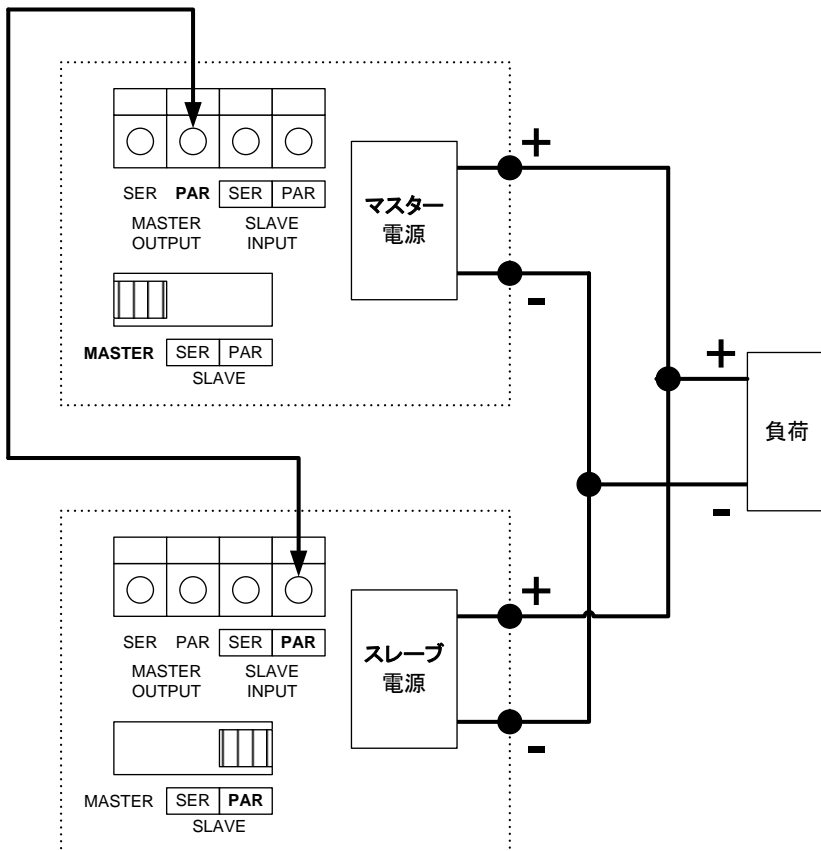 SER PAR SER PAR
MASTER OUTPUT
SLAVE INPUT
MASTER SER PAR
SLAVE
マスター
電源
+
-
+
負荷
-
SER PAR SER PAR
MASTER OUTPUT
SLAVE INPUT
MASTER SER PAR
SLAVE
スレーブ
電源
+
-